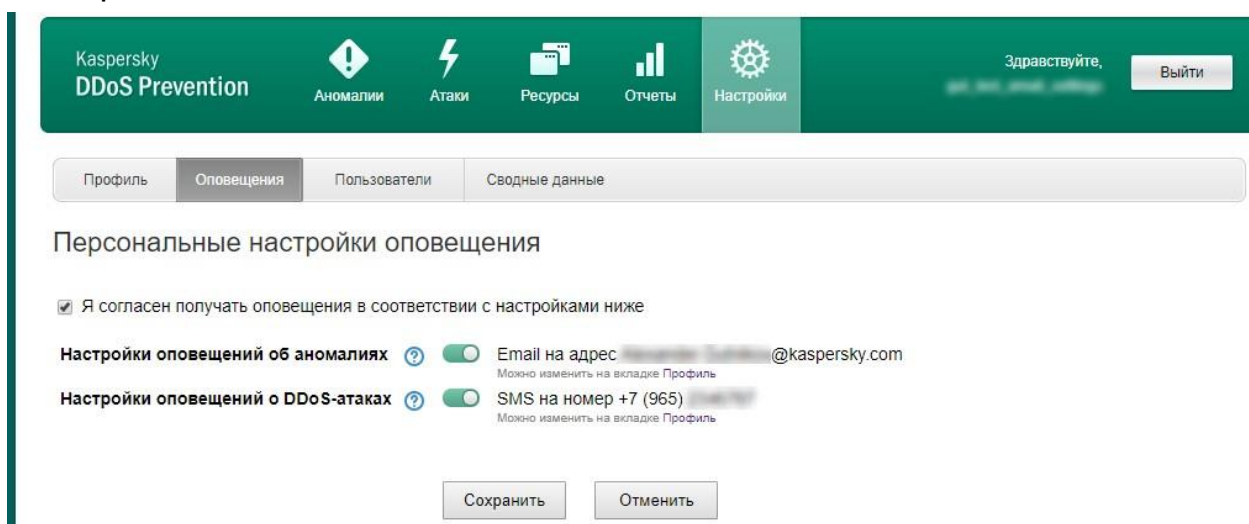 Kaspersky
DDoS Prevention
Аномалии
Атаки
Ресурсы
Отчеты
Настройки
Здравствуйте,
Выйти
Профиль
Оповещения
Пользователи
Сводные данные
Персональные настройки оповещения
Я согласен получать оповещения в соответствии с настройками ниже
Настройки оповещений об аномалиях ? Email на адрес @kaspersky.com
Можно изменить на вкладке Профиль
Настройки оповещений о DDoS-атаках ? SMS на номер +7 (965)
Можно изменить на вкладке Профиль
Сохранить
Отменить